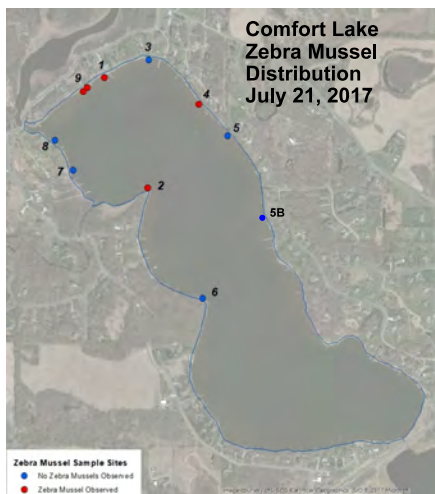 Comfort Lake
Zebra Mussel
Distribution
July 21, 2017
3
1
9
4
5
8
7
2
5B
6
Zebra Mussel Sample Sites
No Zebra Mussels Observed
Zebra Mussel Observed